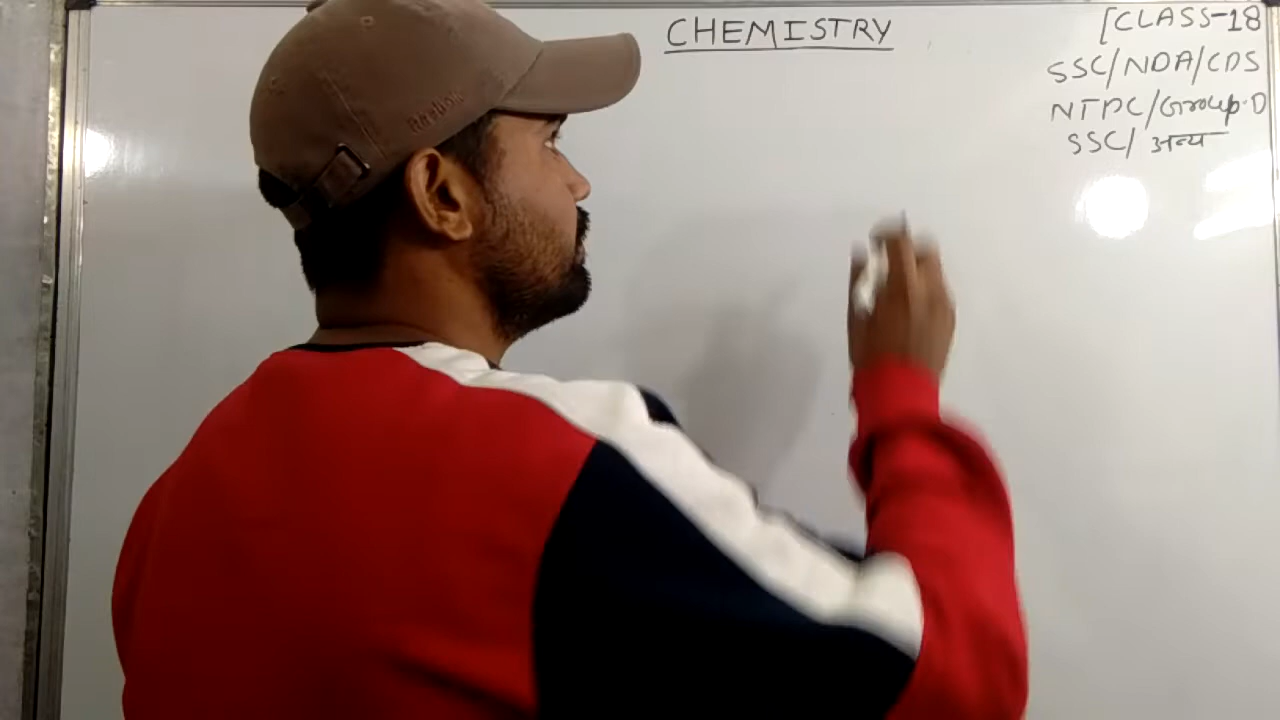 CHEMISTRY
[CLASS-18
SSC/NDA/CDS
NTPC/Group.D
SSC/ अन्य